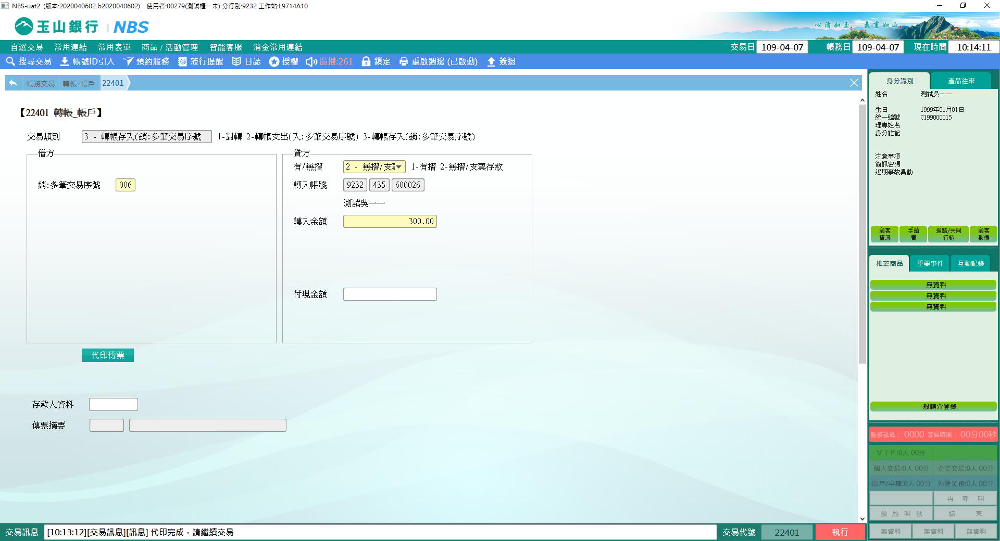 NBS-uat2 (版本:2020040602.b2020040602) 使用者:00279(測試櫃一未) 分行別:9232 工作站:L9714A10
玉山銀行 | NBS
心清如玉 義重如山
自選交易 常用連結 常用表單 商品 / 活動管理 智能客服 消金常用連結 交易日 109-04-07 帳務日 109-04-07 現在時間 10:14:11
搜尋交易 帳號ID引入 預約服務 蒞行提醒 日誌 授權 廣播:261 鎖定 重啟週邊 (已啟動) 簽退
帳務交易 轉帳-帳戶 22401
【22401 轉帳_帳戶】
交易類別 3 - 轉帳存入(銷:多筆交易序號 1-對轉 2-轉帳支出(入:多筆交易序號) 3-轉帳存入(銷:多筆交易序號)
借方
銷:多筆交易序號 006
貸方
有/無摺 2 - 無摺/支票 1-有摺 2-無摺/支票存款
轉入帳號 9232 435 600026
測試吳一一
轉入金額 300.00
付現金額
代印傳票
存款人資料
傳票摘要
身分識別 產品往來
姓名 測試吳一一
生日 1999年01月01日
統一編號 C199000015
理專姓名
身分註記
注意事項
簡訊密碼
近期事故異動
顧客資訊 手續費 通路/共同行銷 顧客影像
推薦商品 重要事件 互動記錄
無資料
無資料
無資料
一般轉介登錄
服務號碼： 0000 等候時間： 00分00秒
ＶＩＰ:0人 00分
個人交易:0人 00分 企業交易:0人 00分
開戶/申請:0人 00分 外匯業務:0人 00分
再 呼 叫
預 約 叫 號 結 束
無資料 無資料 無資料
交易訊息 [10:13:12][交易訊息][訊息] 代印完成，請繼續交易 交易代號 22401 執行